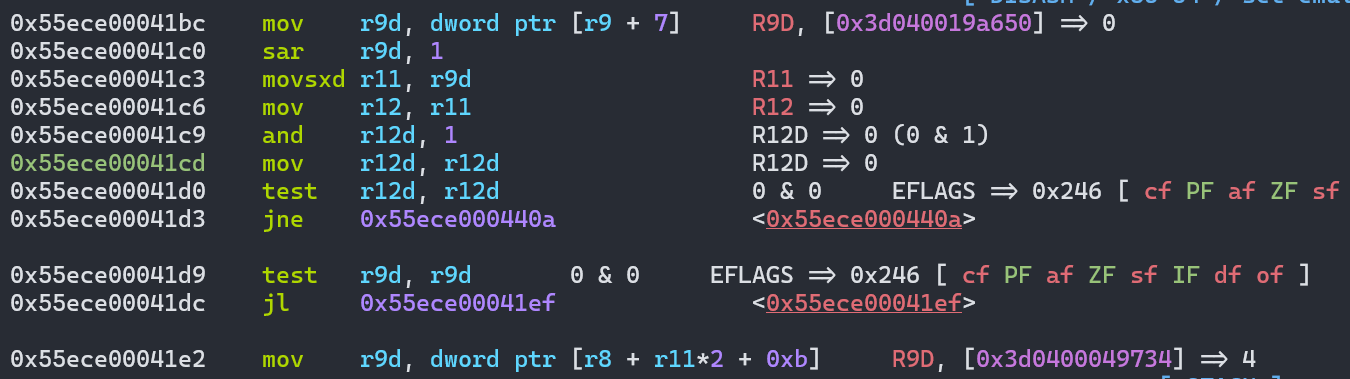 0x55ece00041bc mov r9d, dword ptr [r9 + 7] R9D, [0x3d040019a650] => 0
0x55ece00041c0 sar r9d, 1
0x55ece00041c3 movsxd r11, r9d R11 => 0
0x55ece00041c6 mov r12, r11 R12 => 0
0x55ece00041c9 and r12d, 1 R12D => 0 (0 & 1)
0x55ece00041cd mov r12d, r12d R12D => 0
0x55ece00041d0 test r12d, r12d 0 & 0 EFLAGS => 0x246 [ cf PF af ZF sf
0x55ece00041d3 jne 0x55ece000440a <0x55ece000440a>
0x55ece00041d9 test r9d, r9d 0 & 0 EFLAGS => 0x246 [ cf PF af ZF sf IF df of ]
0x55ece00041dc jl 0x55ece00041ef <0x55ece00041ef>
0x55ece00041e2 mov r9d, dword ptr [r8 + r11*2 + 0xb] R9D, [0x3d0400049734] => 4